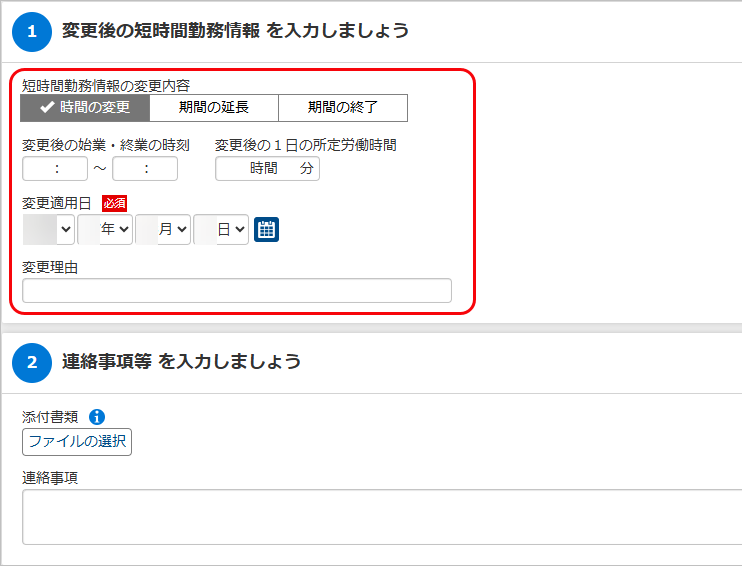 1 変更後の短時間勤務情報 を入力しましょう
短時間勤務情報の変更内容
時間の変更 期間の延長 期間の終了
変更後の始業・終業の時刻 変更後の１日の所定労働時間
: ～ : 時間 分
変更適用日 必須
年 月 日
変更理由
2 連絡事項等 を入力しましょう
添付書類 i
ファイルの選択
連絡事項